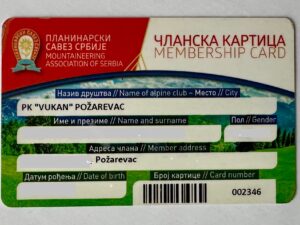 ПЛАНИНАРСКИ
САВЕЗ СРБИЈЕ
MOUNTAINEERING
ASSOCIATION OF SERBIA
ЧЛАНСКА КАРТИЦА
MEMBERSHIP CARD
Назив друштва // Name of alpine club – Место // City
PK "VUKAN" POŽAREVAC
Име и презиме // Name and surname
Пол // Gender
Адреса члана // Member address
, Požarevac
Датум рођења // Date of birth
Број картице // Card number
002346